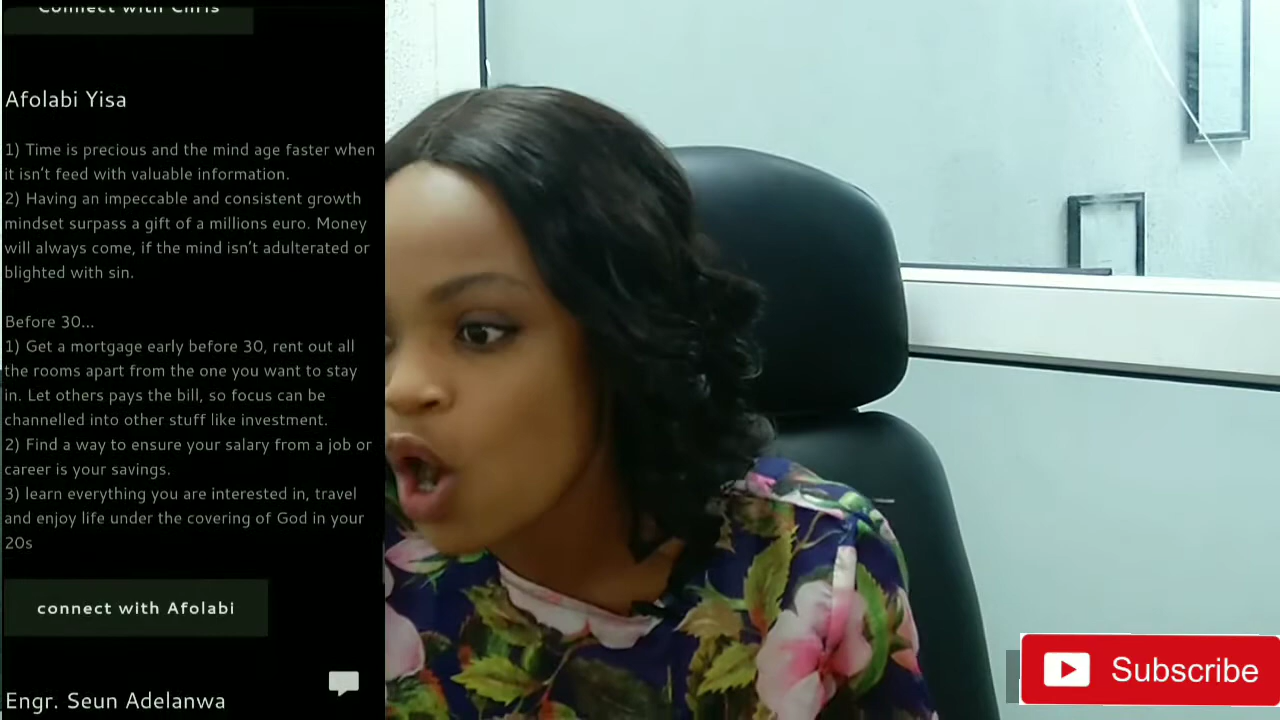 Connect with Chris
Afolabi Yisa
1) Time is precious and the mind age faster when
it isn't feed with valuable information.
2) Having an impeccable and consistent growth
mindset surpass a gift of a millions euro. Money
will always come, if the mind isn't adulterated or
blighted with sin.
Before 30...
1) Get a mortgage early before 30, rent out all
the rooms apart from the one you want to stay
in. Let others pays the bill, so focus can be
channelled into other stuff like investment.
2) Find a way to ensure your salary from a job or
career is your savings.
3) learn everything you are interested in, travel
and enjoy life under the covering of God in your
20s
connect with Afolabi
Engr. Seun Adelanwa
Subscribe